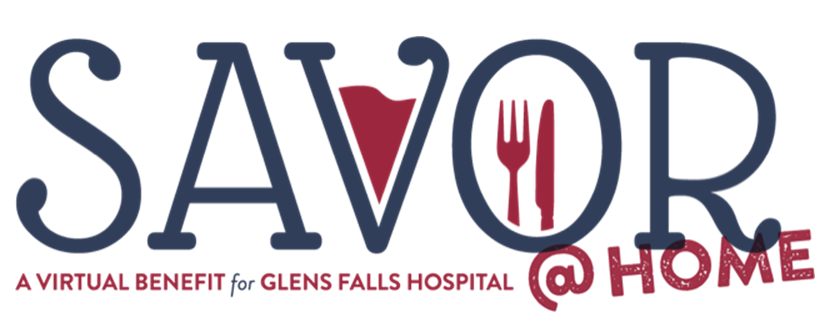 SAVOR
@HOME
A VIRTUAL BENEFIT for GLENS FALLS HOSPITAL